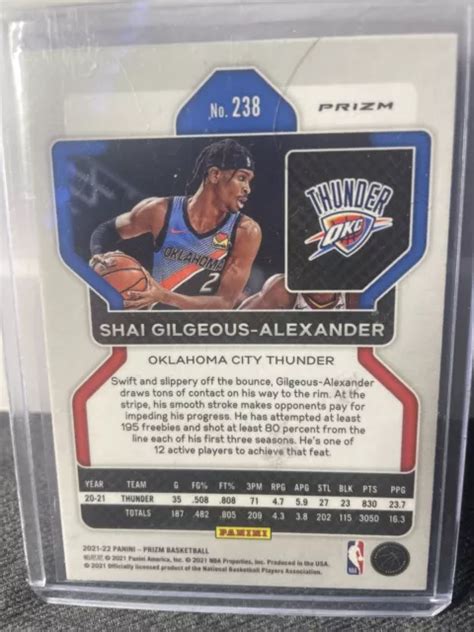 No. 238
PRIZM
THUNDER
OKC
OKLAHOMA
2
SHAI GILGEOUS-ALEXANDER
OKLAHOMA CITY THUNDER
Swift and slippery off the bounce, Gilgeous-Alexander
draws tons of contact on his way to the rim. At the
stripe, his smooth stroke makes opponents pay for
impeding his progress. He has attempted at least
195 freebies and shot at least 80 percent from the
line each of his first three seasons. He's one of
12 active players to achieve that feat.
YEAR TEAM G FG% FT% 3PM RPG APG STL BLK PTS PPG
20-21 THUNDER 35 .508 .808 71 4.7 5.9 27 23 830 23.7
TOTALS 187 .482 .805 209 4.3 3.8 202 115 3050 16.3
PANINI
2021-22 PANINI – PRIZM BASKETBALL
© 2021 Panini America, Inc. © 2021 NBA Properties, Inc. Produced in the USA.
© 2021 Officially licensed product of the National Basketball Players Association.